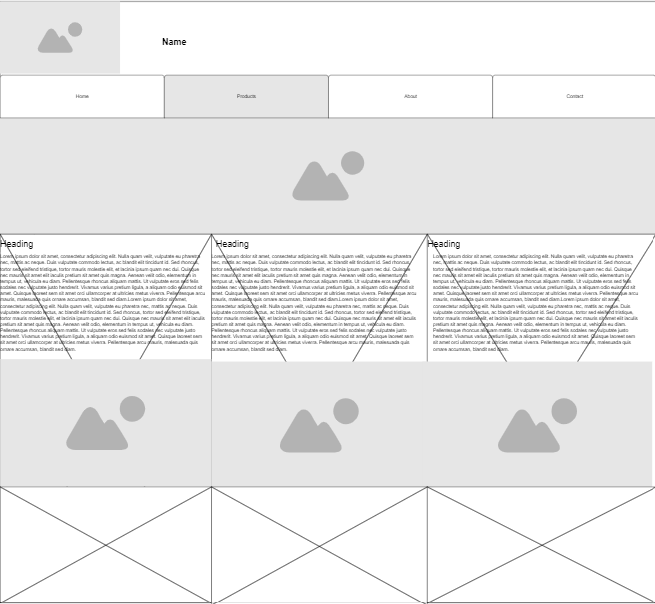 Name
Home
Products
About
Contact
Heading
Lorem ipsum dolor sit amet, consectetur adipiscing elit. Nulla quam velit, vulputate eu pharetra
nec, mattis ac neque. Duis vulputate commodo lectus, ac blandit elit tincidunt id. Sed rhoncus,
tortor eget eleifend tristique, tortor mauris molestie elit, et lacinia ipsum quam nec dui. Quisque
nec mauris sit amet elit iaculis pretium sit amet quis magna. Aenean velit odio, elementum in
tempus ut, vehicula eu diam. Pellentesque rhoncus aliquam mattis. Ut vulputate eros sed felis
sodales nec vulputate justo hendrerit. Vivamus varius pretium ligula, a aliquam odio euismod sit
amet. Quisque laoreet sem sit amet orci ullamcorper at ultricies metus viverra. Pellentesque arcu
mauris, malesuada quis ornare accumsan, blandit sed diam.Lorem ipsum dolor sit amet,
consectetur adipiscing elit. Nulla quam velit, vulputate eu pharetra nec, mattis ac neque. Duis
vulputate commodo lectus, ac blandit elit tincidunt id. Sed rhoncus, tortor eget eleifend tristique,
tortor mauris molestie elit, et lacinia ipsum quam nec dui. Quisque nec mauris sit amet elit iaculis
pretium sit amet quis magna. Aenean velit odio, elementum in tempus ut, vehicula eu diam.
Pellentesque rhoncus aliquam mattis. Ut vulputate eros sed felis sodales nec vulputate justo
hendrerit. Vivamus varius pretium ligula, a aliquam odio euismod sit amet. Quisque laoreet sem
sit amet orci ullamcorper at ultricies metus viverra. Pellentesque arcu mauris, malesuada quis
ornare accumsan, blandit sed diam.
Heading
Lorem ipsum dolor sit amet, consectetur adipiscing elit. Nulla quam velit, vulputate eu pharetra
nec, mattis ac neque. Duis vulputate commodo lectus, ac blandit elit tincidunt id. Sed rhoncus,
tortor eget eleifend tristique, tortor mauris molestie elit, et lacinia ipsum quam nec dui. Quisque
nec mauris sit amet elit iaculis pretium sit amet quis magna. Aenean velit odio, elementum in
tempus ut, vehicula eu diam. Pellentesque rhoncus aliquam mattis. Ut vulputate eros sed felis
sodales nec vulputate justo hendrerit. Vivamus varius pretium ligula, a aliquam odio euismod sit
amet. Quisque laoreet sem sit amet orci ullamcorper at ultricies metus viverra. Pellentesque arcu
mauris, malesuada quis ornare accumsan, blandit sed diam.Lorem ipsum dolor sit amet,
consectetur adipiscing elit. Nulla quam velit, vulputate eu pharetra nec, mattis ac neque. Duis
vulputate commodo lectus, ac blandit elit tincidunt id. Sed rhoncus, tortor eget eleifend tristique,
tortor mauris molestie elit, et lacinia ipsum quam nec dui. Quisque nec mauris sit amet elit iaculis
pretium sit amet quis magna. Aenean velit odio, elementum in tempus ut, vehicula eu diam.
Pellentesque rhoncus aliquam mattis. Ut vulputate eros sed felis sodales nec vulputate justo
hendrerit. Vivamus varius pretium ligula, a aliquam odio euismod sit amet. Quisque laoreet sem
sit amet orci ullamcorper at ultricies metus viverra. Pellentesque arcu mauris, malesuada quis
ornare accumsan, blandit sed diam.
Heading
Lorem ipsum dolor sit amet, consectetur adipiscing elit. Nulla quam velit, vulputate eu pharetra
nec, mattis ac neque. Duis vulputate commodo lectus, ac blandit elit tincidunt id. Sed rhoncus,
tortor eget eleifend tristique, tortor mauris molestie elit, et lacinia ipsum quam nec dui. Quisque
nec mauris sit amet elit iaculis pretium sit amet quis magna. Aenean velit odio, elementum in
tempus ut, vehicula eu diam. Pellentesque rhoncus aliquam mattis. Ut vulputate eros sed felis
sodales nec vulputate justo hendrerit. Vivamus varius pretium ligula, a aliquam odio euismod sit
amet. Quisque laoreet sem sit amet orci ullamcorper at ultricies metus viverra. Pellentesque arcu
mauris, malesuada quis ornare accumsan, blandit sed diam.Lorem ipsum dolor sit amet,
consectetur adipiscing elit. Nulla quam velit, vulputate eu pharetra nec, mattis ac neque. Duis
vulputate commodo lectus, ac blandit elit tincidunt id. Sed rhoncus, tortor eget eleifend tristique,
tortor mauris molestie elit, et lacinia ipsum quam nec dui. Quisque nec mauris sit amet elit iaculis
pretium sit amet quis magna. Aenean velit odio, elementum in tempus ut, vehicula eu diam.
Pellentesque rhoncus aliquam mattis. Ut vulputate eros sed felis sodales nec vulputate justo
hendrerit. Vivamus varius pretium ligula, a aliquam odio euismod sit amet. Quisque laoreet sem
sit amet orci ullamcorper at ultricies metus viverra. Pellentesque arcu mauris, malesuada quis
ornare accumsan, blandit sed diam.